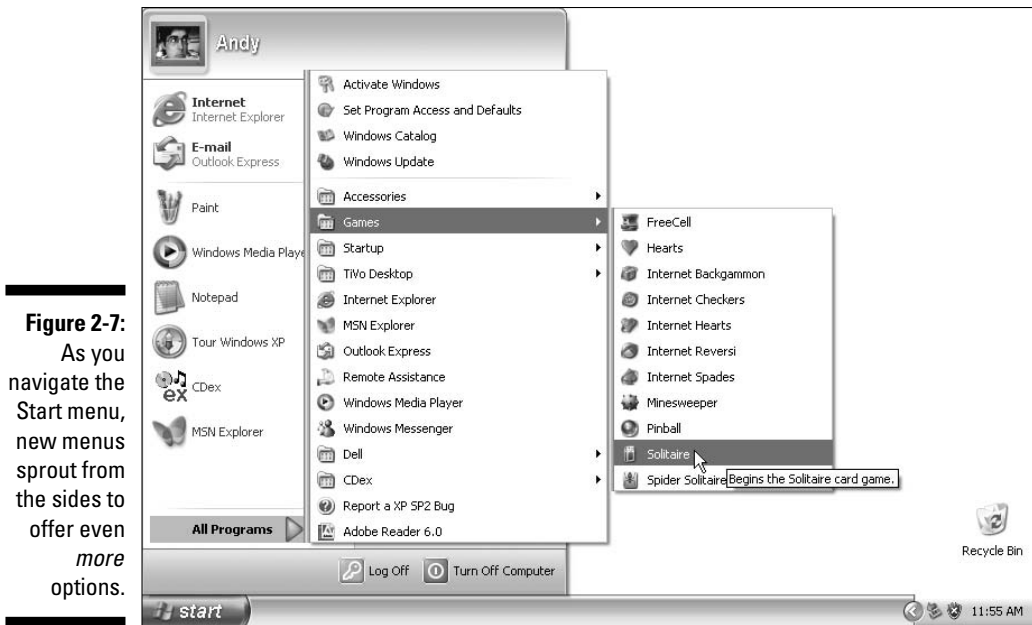 Figure 2-7:
As you
navigate the
Start menu,
new menus
sprout from
the sides to
offer even
more
options.
Andy
Internet
Internet Explorer
E-mail
Outlook Express
Paint
Windows Media Playe
Notepad
Tour Windows XP
CDex
MSN Explorer
All Programs
Activate Windows
Set Program Access and Defaults
Windows Catalog
Windows Update
Accessories
Games
Startup
TiVo Desktop
Internet Explorer
MSN Explorer
Outlook Express
Remote Assistance
Windows Media Player
Windows Messenger
Dell
CDex
Report a XP SP2 Bug
Adobe Reader 6.0
FreeCell
Hearts
Internet Backgammon
Internet Checkers
Internet Hearts
Internet Reversi
Internet Spades
Minesweeper
Pinball
Solitaire
Spider Solitaire
Begins the Solitaire card game.
Log Off
Turn Off Computer
Recycle Bin
start
11:55 AM